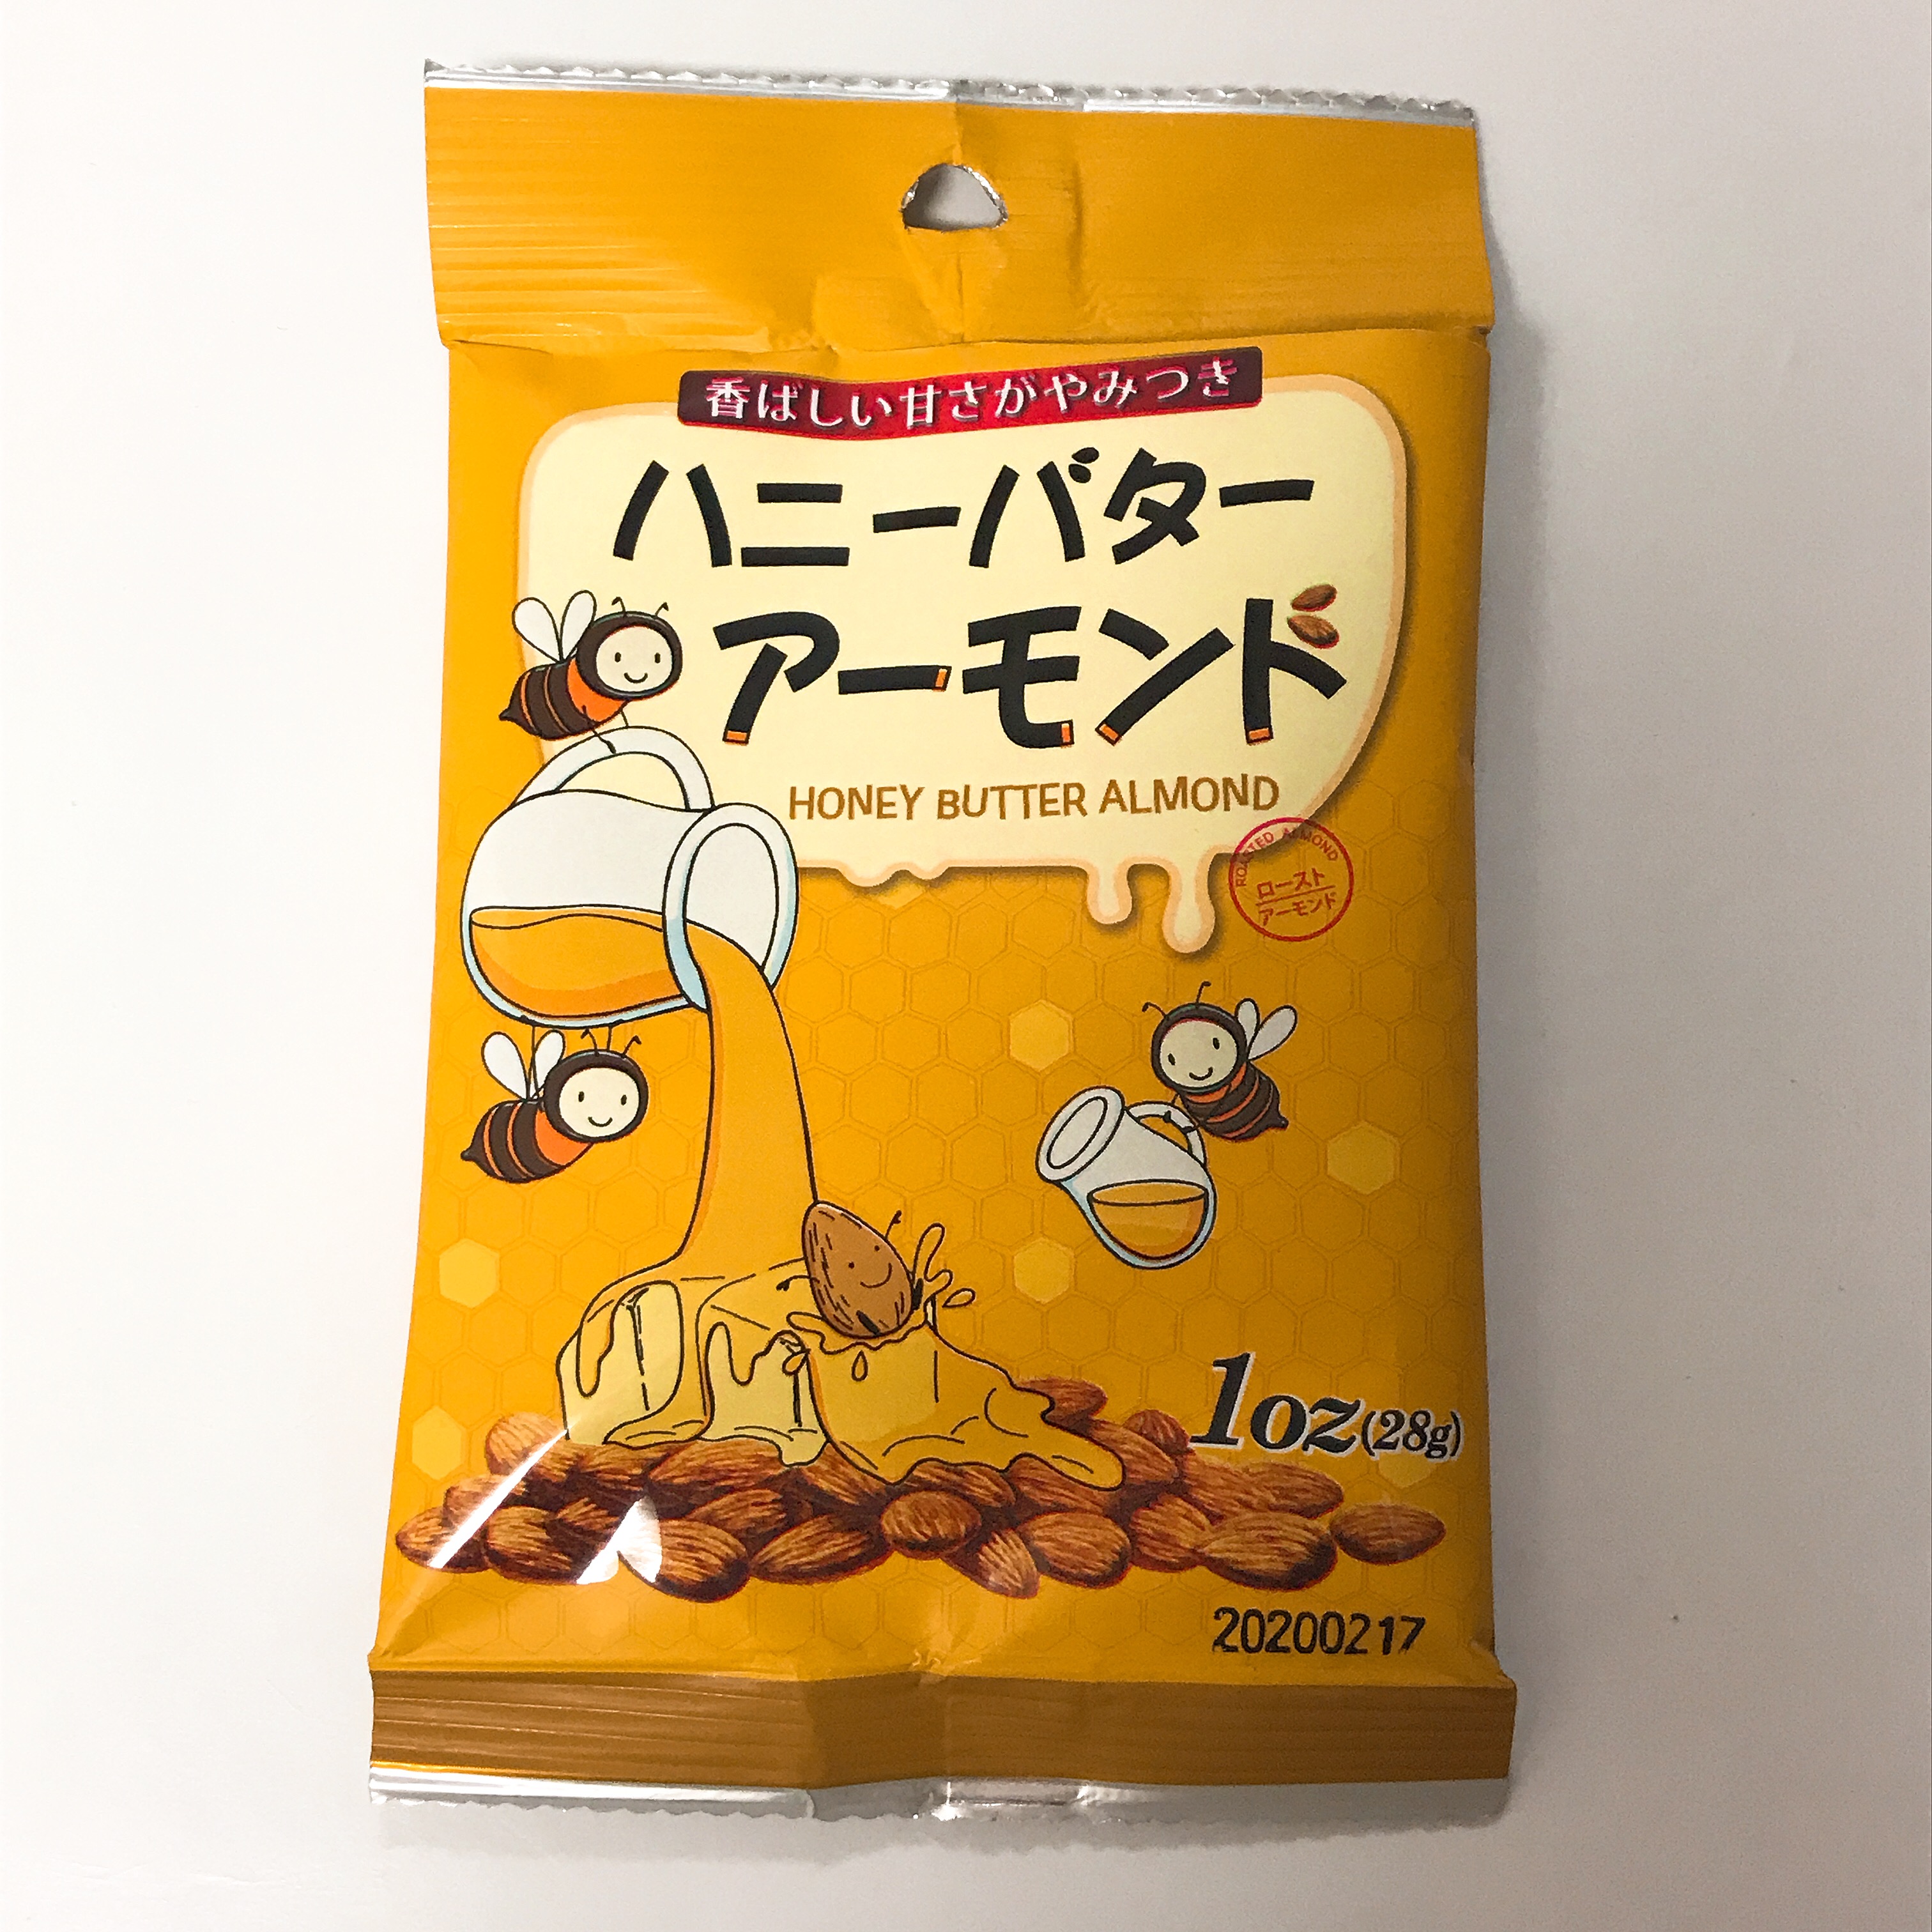 香ばしい甘さがやみつき
ハニーバター
アーモンド
HONEY BUTTER ALMOND
ROASTED ALMOND
ロースト
アーモンド
1oz(28g)
20200217